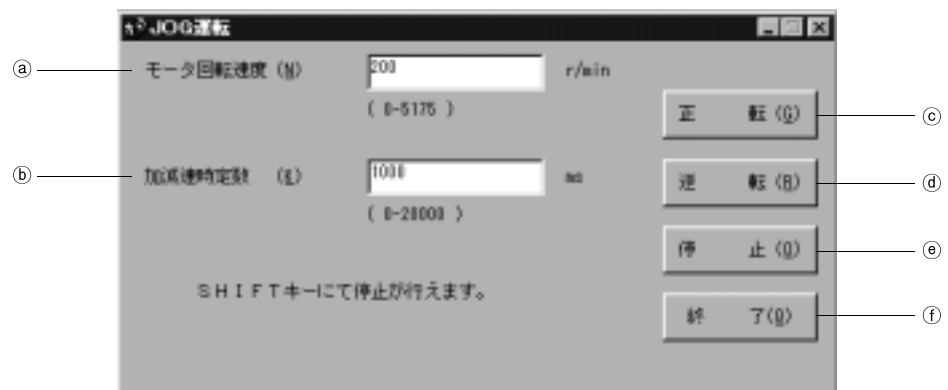 JOG運転
ⓐ モータ回転速度 (N) 200 r/min
( 0-5175 )
正 転 (G) ⓒ
ⓑ 加減速時定数 (K) 1000 ms
逆 転 (R) ⓓ
( 0-20000 )
停 止 ⓔ
SHIFTキーにて停止が行えます。
終 了 ⓕ